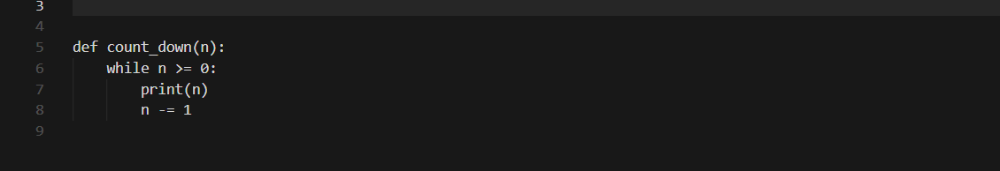 3
4
5 def count_down(n):
6     while n >= 0:
7         print(n)
8         n -= 1
9